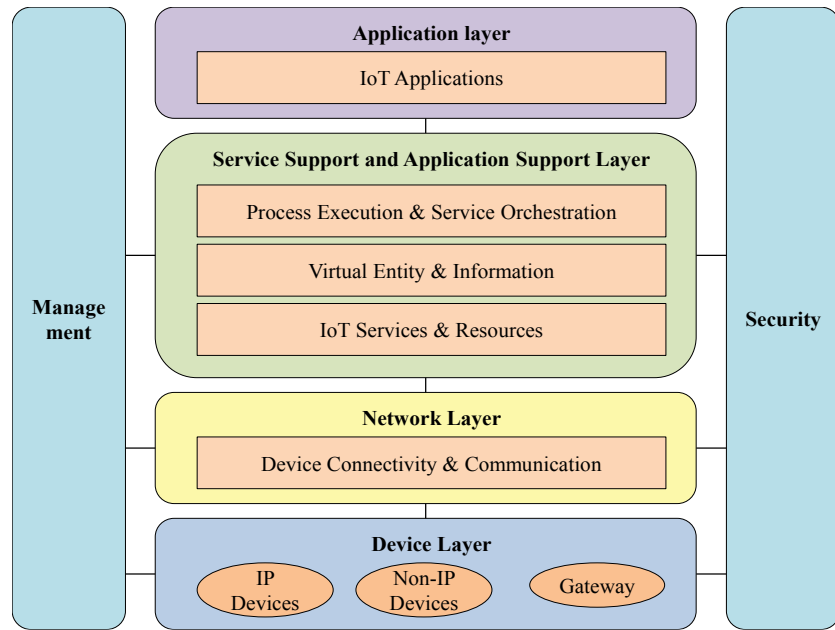 Application layer
IoT Applications
Service Support and Application Support Layer
Process Execution & Service Orchestration
Virtual Entity & Information
IoT Services & Resources
Manage
ment
Security
Network Layer
Device Connectivity & Communication
Device Layer
IP
Devices
Non-IP
Devices
Gateway